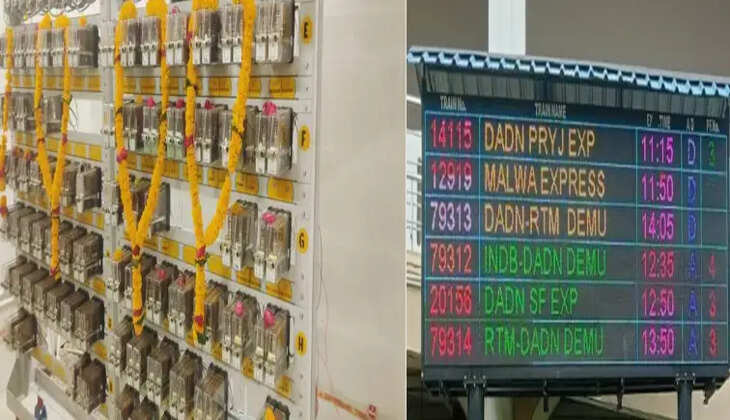 E
F
G
H
TRAIN NO. TRAIN NAME EX TIME A/D
14115 DADN PRYJ EXP 11:15 D 3
12919 MALWA EXPRESS 11:50 D
79313 DADN-RTM DEMU 14:05 D
79312 INDB-DADN DEMU 12:35 A 4
20156 DADN SF EXP 12:50 A 3
79314 RTM-DADN DEMU 13:50 A 3